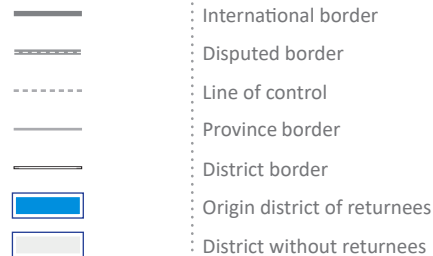 International border
Disputed border
Line of control
Province border
District border
Origin district of returnees
District without returnees